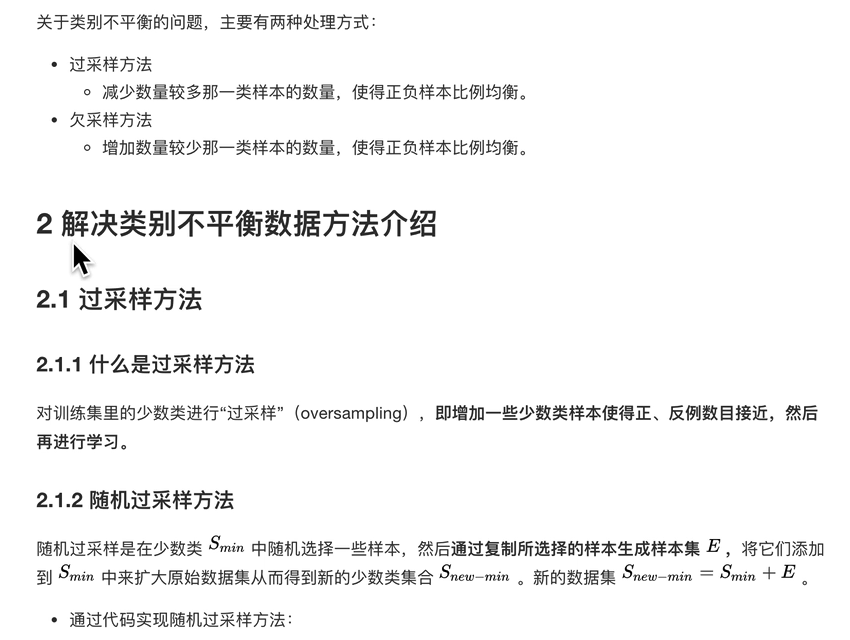 关于类别不平衡的问题，主要有两种处理方式：
• 过采样方法
◦ 减少数量较多那一类样本的数量，使得正负样本比例均衡。
• 欠采样方法
◦ 增加数量较少那一类样本的数量，使得正负样本比例均衡。
2 解决类别不平衡数据方法介绍
2.1 过采样方法
2.1.1 什么是过采样方法
对训练集里的少数类进行“过采样”（oversampling），即增加一些少数类样本使得正、反例数目接近，然后
再进行学习。
2.1.2 随机过采样方法
随机过采样是在少数类 S_{min} 中随机选择一些样本，然后通过复制所选择的样本生成样本集 E ，将它们添加
到 S_{min} 中来扩大原始数据集从而得到新的少数类集合 S_{new-min} 。新的数据集 S_{new-min} = S_{min} + E 。
• 通过代码实现随机过采样方法：